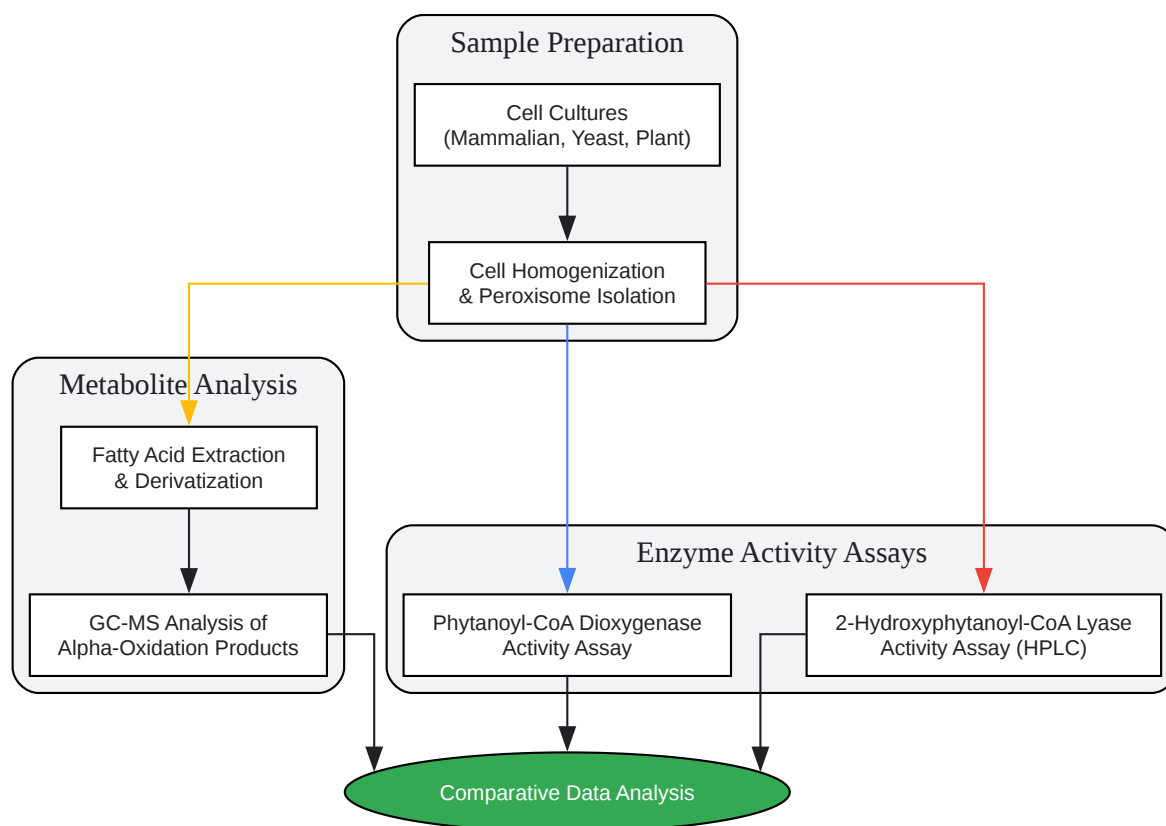 Sample Preparation
Cell Cultures
(Mammalian, Yeast, Plant)
Cell Homogenization
& Peroxisome Isolation
Metabolite Analysis
Fatty Acid Extraction
& Derivatization
GC-MS Analysis of
Alpha-Oxidation Products
Enzyme Activity Assays
Phytanoyl-CoA Dioxygenase
Activity Assay
2-Hydroxyphytanoyl-CoA Lyase
Activity Assay (HPLC)
Comparative Data Analysis